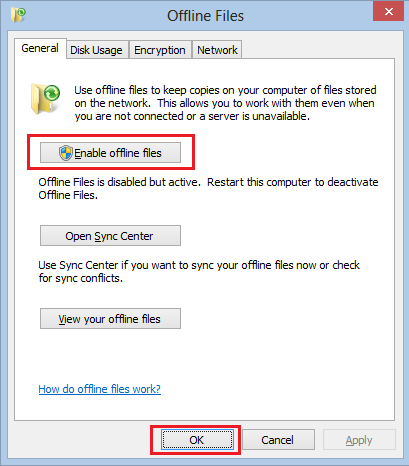 Offline Files
General Disk Usage Encryption Network
Use offline files to keep copies on your computer of files stored
on the network.  This allows you to work with them even when
you are not connected or a server is unavailable.
Enable offline files
Offline Files is disabled but active.  Restart this computer to deactivate
Offline Files.
Open Sync Center
Use Sync Center if you want to sync your offline files now or check
for sync conflicts.
View your offline files
How do offline files work?
OK Cancel Apply